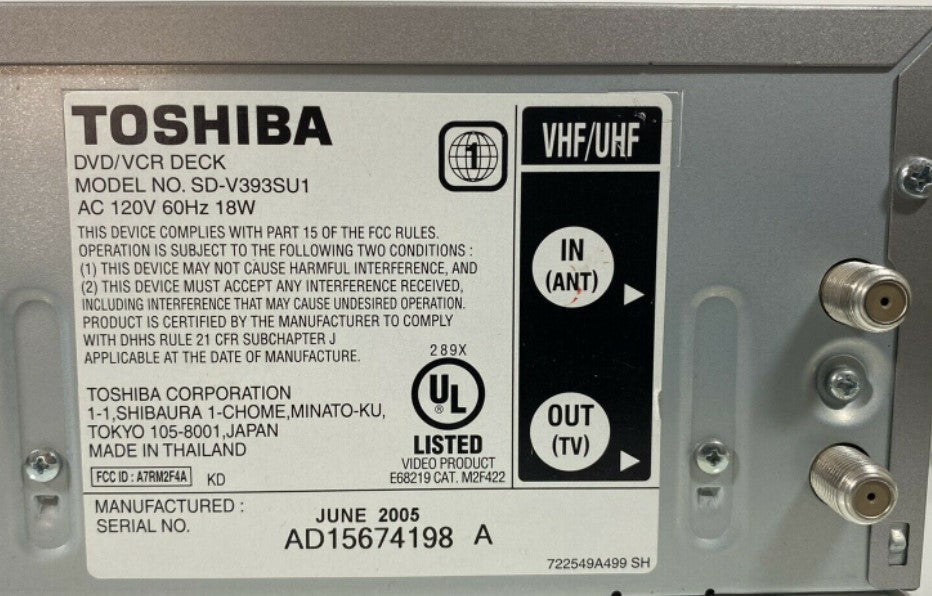 TOSHIBA
DVD/VCR DECK
MODEL NO. SD-V393SU1
AC 120V 60Hz 18W
1
THIS DEVICE COMPLIES WITH PART 15 OF THE FCC RULES.
OPERATION IS SUBJECT TO THE FOLLOWING TWO CONDITIONS :
(1) THIS DEVICE MAY NOT CAUSE HARMFUL INTERFERENCE, AND
(2) THIS DEVICE MUST ACCEPT ANY INTERFERENCE RECEIVED,
INCLUDING INTERFERENCE THAT MAY CAUSE UNDESIRED OPERATION.
PRODUCT IS CERTIFIED BY THE MANUFACTURER TO COMPLY
WITH DHHS RULE 21 CFR SUBCHAPTER J
APPLICABLE AT THE DATE OF MANUFACTURE.
TOSHIBA CORPORATION
1-1,SHIBAURA 1-CHOME,MINATO-KU,
TOKYO 105-8001,JAPAN
MADE IN THAILAND
FCC ID : A7RM2F4A KD
289X
UL ®
LISTED
VIDEO PRODUCT
E68219 CAT. M2F422
VHF/UHF
IN
(ANT)
OUT
(TV)
MANUFACTURED : JUNE 2005
SERIAL NO. AD15674198 A
722549A499 SH